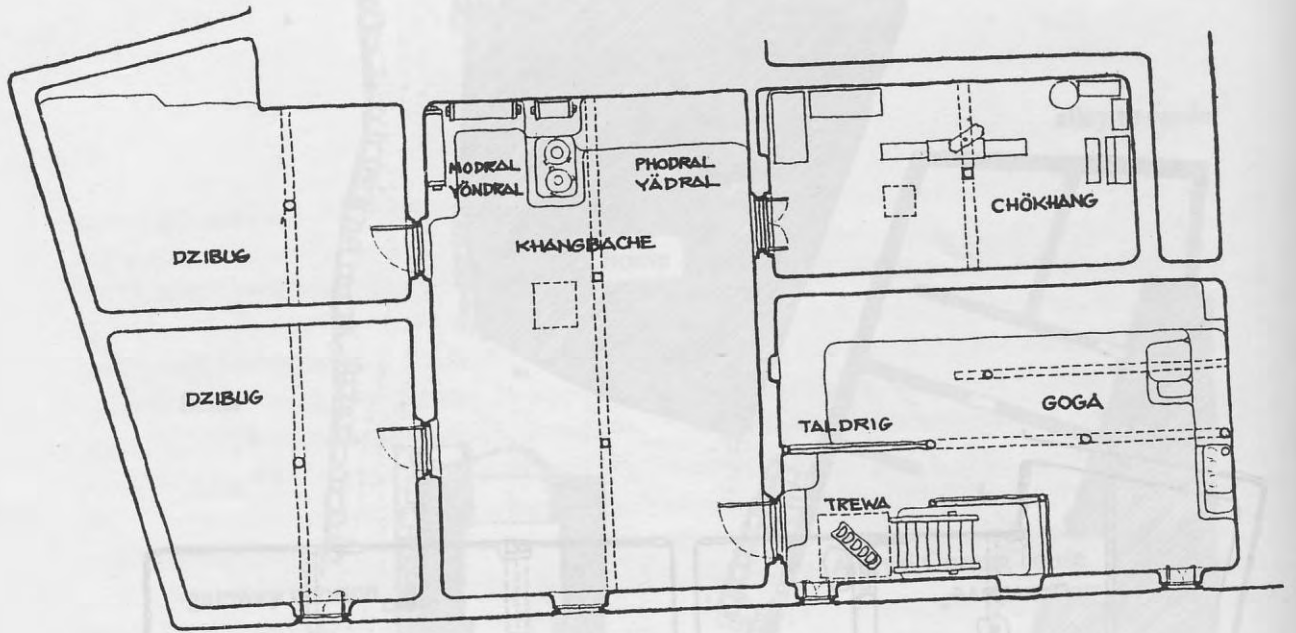 MODRAL
YÖNDRAL
PHODRAL
YÄDRAL
CHÖKHANG
KHANGBACHE
DZIBUG
DZIBUG
GOGA
TALDRIG
TREWA